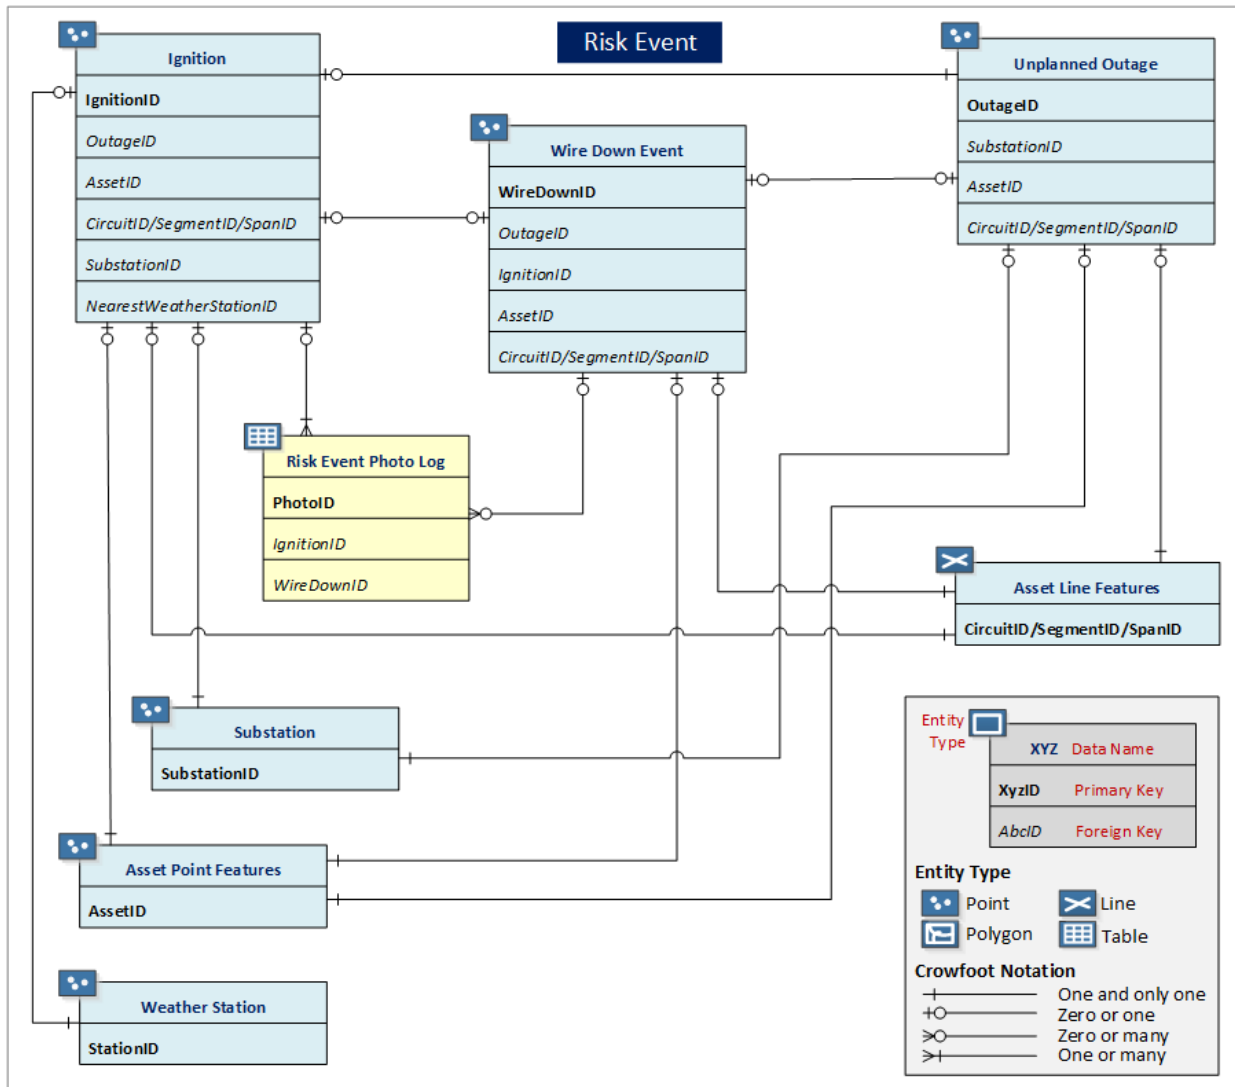 Risk Event
Ignition
IgnitionID
OutageID
AssetID
CircuitID/SegmentID/SpanID
SubstationID
NearestWeatherStationID
Wire Down Event
WireDownID
OutageID
IgnitionID
AssetID
CircuitID/SegmentID/SpanID
Unplanned Outage
OutageID
SubstationID
AssetID
CircuitID/SegmentID/SpanID
Risk Event Photo Log
PhotoID
IgnitionID
WireDownID
Asset Line Features
CircuitID/SegmentID/SpanID
Substation
SubstationID
Asset Point Features
AssetID
Weather Station
StationID
Entity
Type
XYZ Data Name
XyzID Primary Key
AbcID Foreign Key
Entity Type
Point
Line
Polygon
Table
Crowfoot Notation
One and only one
Zero or one
Zero or many
One or many